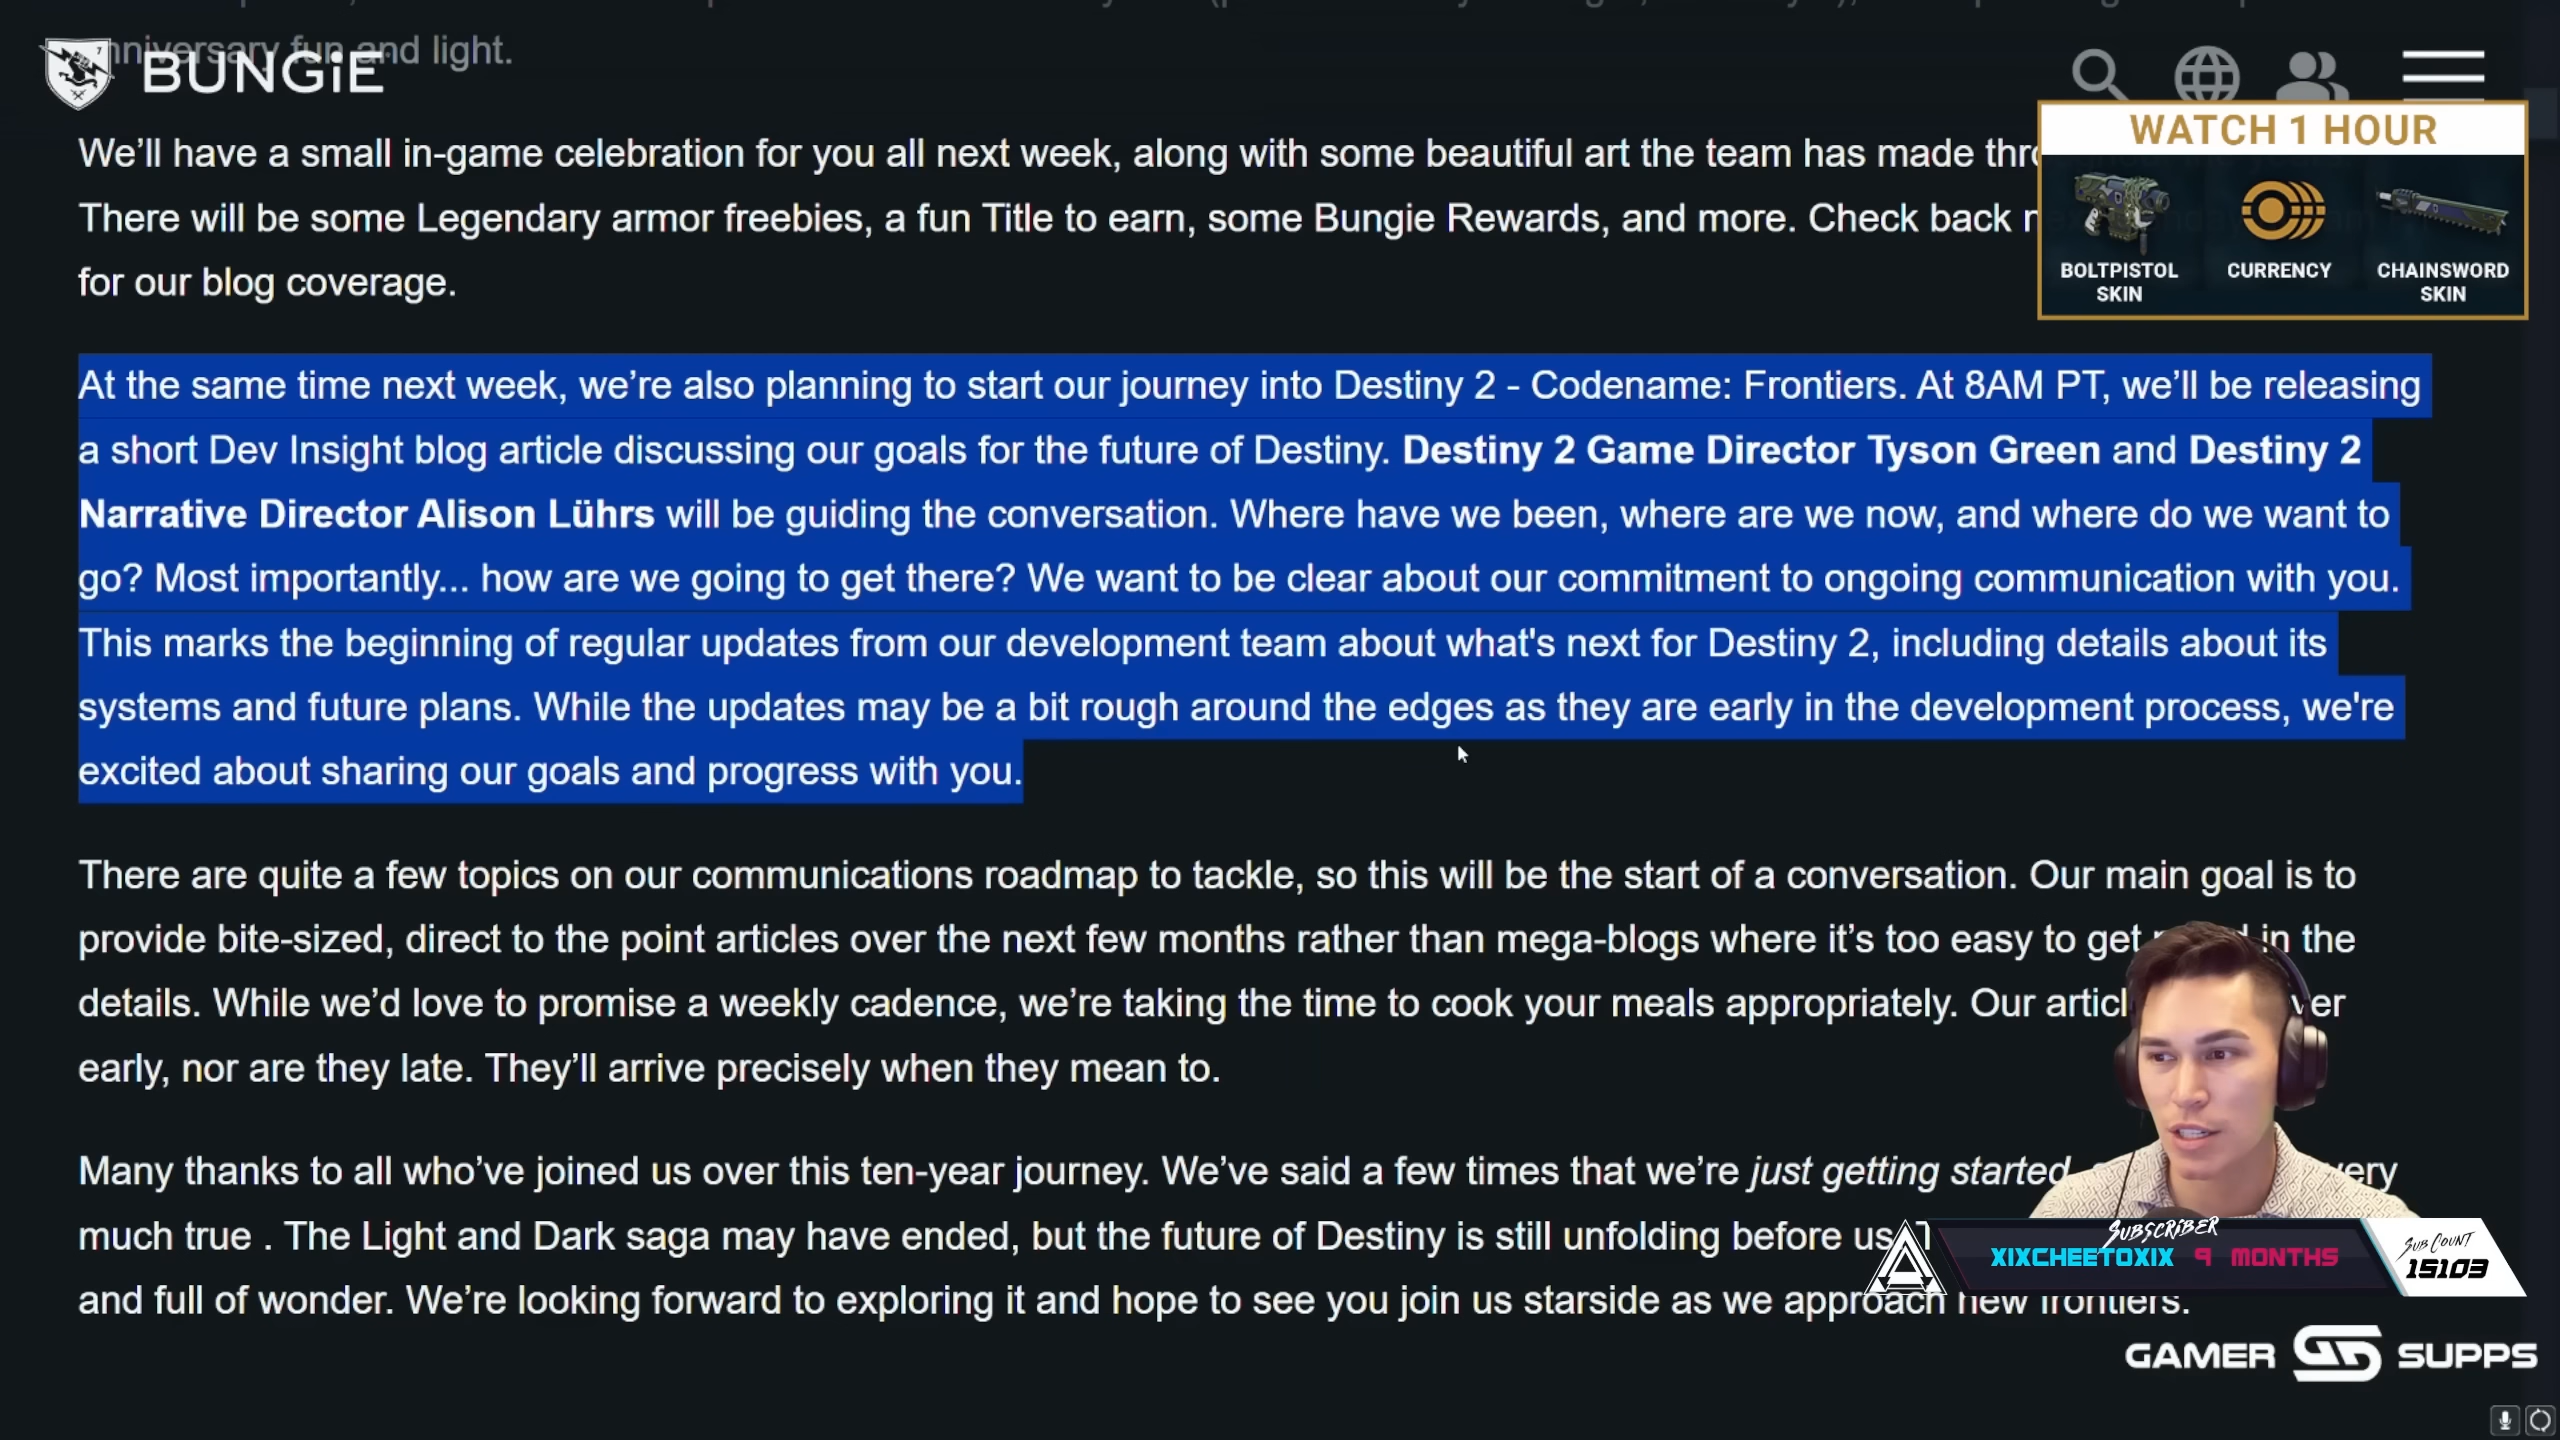 anniversary fun and light.
BUNGiE
WATCH 1 HOUR
BOLTPISTOL SKIN
CURRENCY
CHAINSWORD SKIN
We’ll have a small in-game celebration for you all next week, along with some beautiful art the team has made
There will be some Legendary armor freebies, a fun Title to earn, some Bungie Rewards, and more. Check back
for our blog coverage.
At the same time next week, we’re also planning to start our journey into Destiny 2 - Codename: Frontiers. At 8AM PT, we’ll be releasing
a short Dev Insight blog article discussing our goals for the future of Destiny. Destiny 2 Game Director Tyson Green and Destiny 2
Narrative Director Alison Lührs will be guiding the conversation. Where have we been, where are we now, and where do we want to
go? Most importantly... how are we going to get there? We want to be clear about our commitment to ongoing communication with you.
This marks the beginning of regular updates from our development team about what's next for Destiny 2, including details about its
systems and future plans. While the updates may be a bit rough around the edges as they are early in the development process, we're
excited about sharing our goals and progress with you.
There are quite a few topics on our communications roadmap to tackle, so this will be the start of a conversation. Our main goal is to
provide bite-sized, direct to the point articles over the next few months rather than mega-blogs where it’s too easy to get in the
details. While we’d love to promise a weekly cadence, we’re taking the time to cook your meals appropriately. Our
early, nor are they late. They’ll arrive precisely when they mean to.
Many thanks to all who’ve joined us over this ten-year journey. We’ve said a few times that we’re just getting started
much true . The Light and Dark saga may have ended, but the future of Destiny is still unfolding before us
and full of wonder. We’re looking forward to exploring it and hope to see you join us starside as we approach new frontiers.
SUBSCRIBER
XIXCHEETOXIX 9 MONTHS
SUB COUNT
15103
GAMER SUPPS